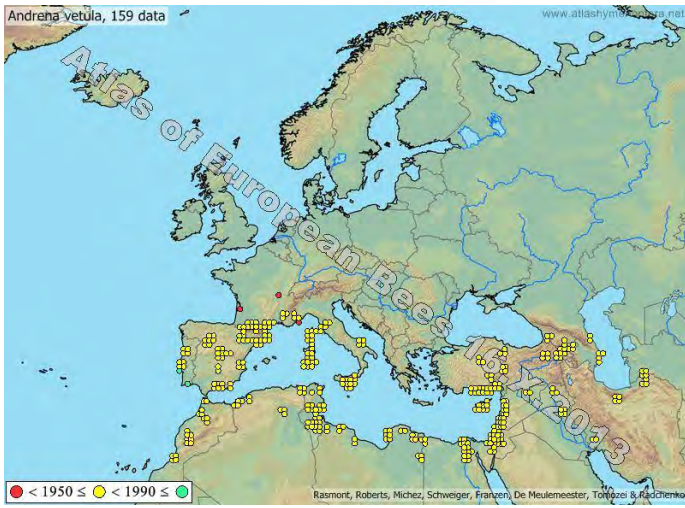 Andrena vetula, 159 data
www.atlashymenoptera.net
Atlas of European Bees 10.X.2013
< 1950 ≤ < 1990 ≤
Rasmont, Roberts, Michez, Schweiger, Franzen, De Meulemeester, Tomozei & Radchenko